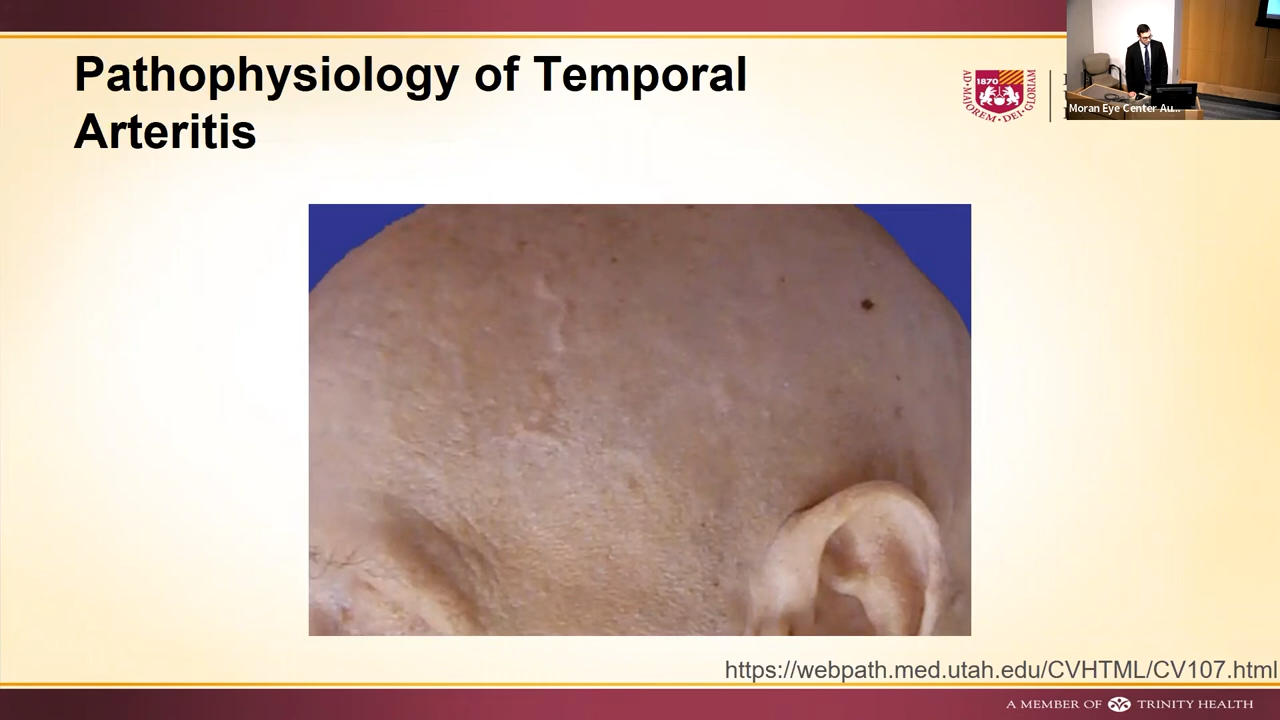 Pathophysiology of Temporal
Arteritis
1870
AD·MAJOREM·DEI·GLORIAM
Moran Eye Center Au...
https://webpath.med.utah.edu/CVHTML/CV107.html
A MEMBER OF TRINITY HEALTH